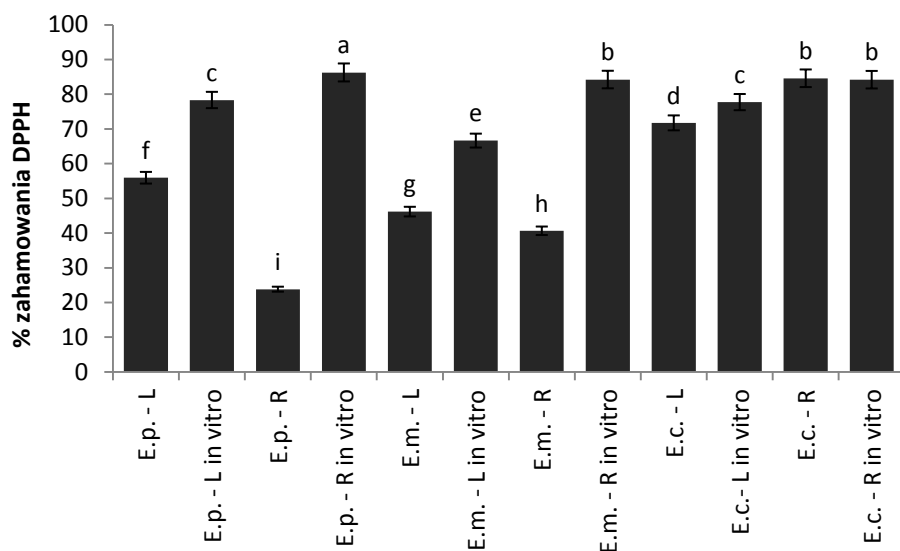 % zahamowania DPPH
100
90
80
70
60
50
40
30
20
10
0
f
c
i
a
g
e
h
b
d
c
b
b
E.p. - L
E.p. - L in vitro
E.p. - R
E.p. - R in vitro
E.m. - L
E.m. - L in vitro
E.m. - R
E.m. - R in vitro
E.c. - L
E.c.- L in vitro
E.c. - R
E.c. - R in vitro